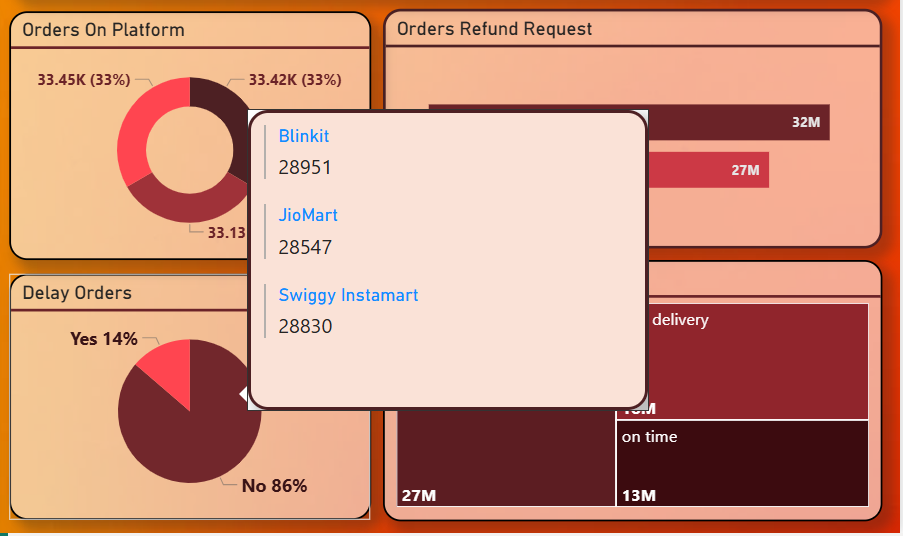 Orders On Platform
33.45K (33%)
33.42K (33%)
33.13
Orders Refund Request
32M
27M
Blinkit
28951
JioMart
28547
Swiggy Instamart
28830
Delay Orders
Yes 14%
No 86%
delivery
27M
on time
13M